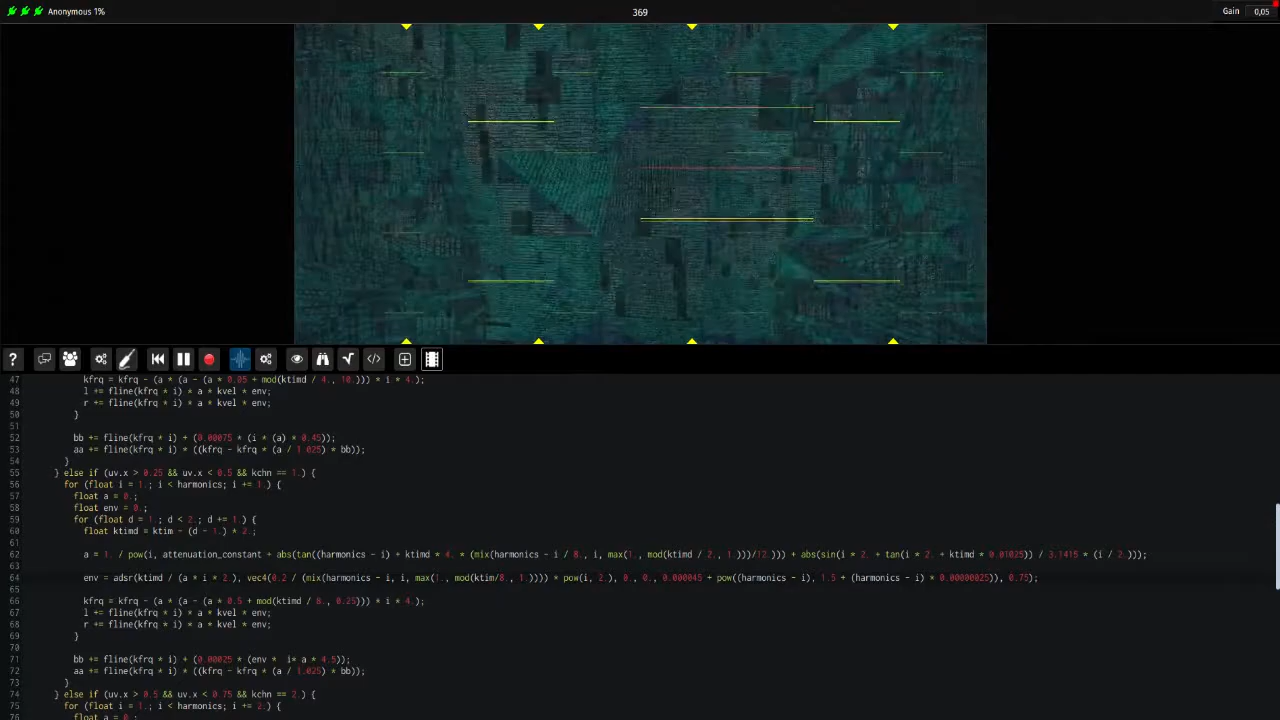 Anonymous 1%
369
Gain 0,05
?
47 kfrq = kfrq - (a * (a - (a * 0.05 + mod(ktimd / 4., 10.))) * i * 4.);
48 l += fline(kfrq * i) * a * kvel * env;
49 r += fline(kfrq * i) * a * kvel * env;
50 }
51
52 bb += fline(kfrq * i) + (0.00075 * (i * (a) * 0.45));
53 aa += fline(kfrq * i) * ((kfrq - kfrq * (a / 1.025) * bb));
54 }
55 } else if (uv.x > 0.25 && uv.x < 0.5 && kchn == 1.) {
56 for (float i = 1.; i < harmonics; i += 1.) {
57 float a = 0.;
58 float env = 0.;
59 for (float d = 1.; d < 2.; d += 1.) {
60 float ktimd = ktim - (d - 1.) * 2.;
61
62 a = 1. / pow(i, attenuation_constant + abs(tan((harmonics - i) + ktimd * 4. * (mix(harmonics - i / 8., i, max(1., mod(ktimd / 2., 1.)))/12.)) + abs(sin(i * 2. + tan(i * 2. + ktimd * 0.01025)) / 3.1415 * (i / 2.)));
63
64 env = adsr(ktimd / (a * i * 2.), vec4(0.2 / (mix(harmonics - i, i, max(1., mod(ktim/8., 1.)))) * pow(i, 2.), 0., 0., 0.000045 + pow((harmonics - i), 1.5 + (harmonics - i) * 0.00000025)), 0.75);
65
66 kfrq = kfrq - (a * (a - (a * 0.5 + mod(ktimd / 8., 0.25))) * i * 4.);
67 l += fline(kfrq * i) * a * kvel * env;
68 r += fline(kfrq * i) * a * kvel * env;
69 }
70
71 bb += fline(kfrq * i) + (0.00025 * (env * i* a * 4.5));
72 aa += fline(kfrq * i) * ((kfrq - kfrq * (a / 1.025) * bb));
73 }
74 } else if (uv.x > 0.5 && uv.x < 0.75 && kchn == 2.) {
75 for (float i = 1.; i < harmonics; i += 2.) {
76 float a = 0.